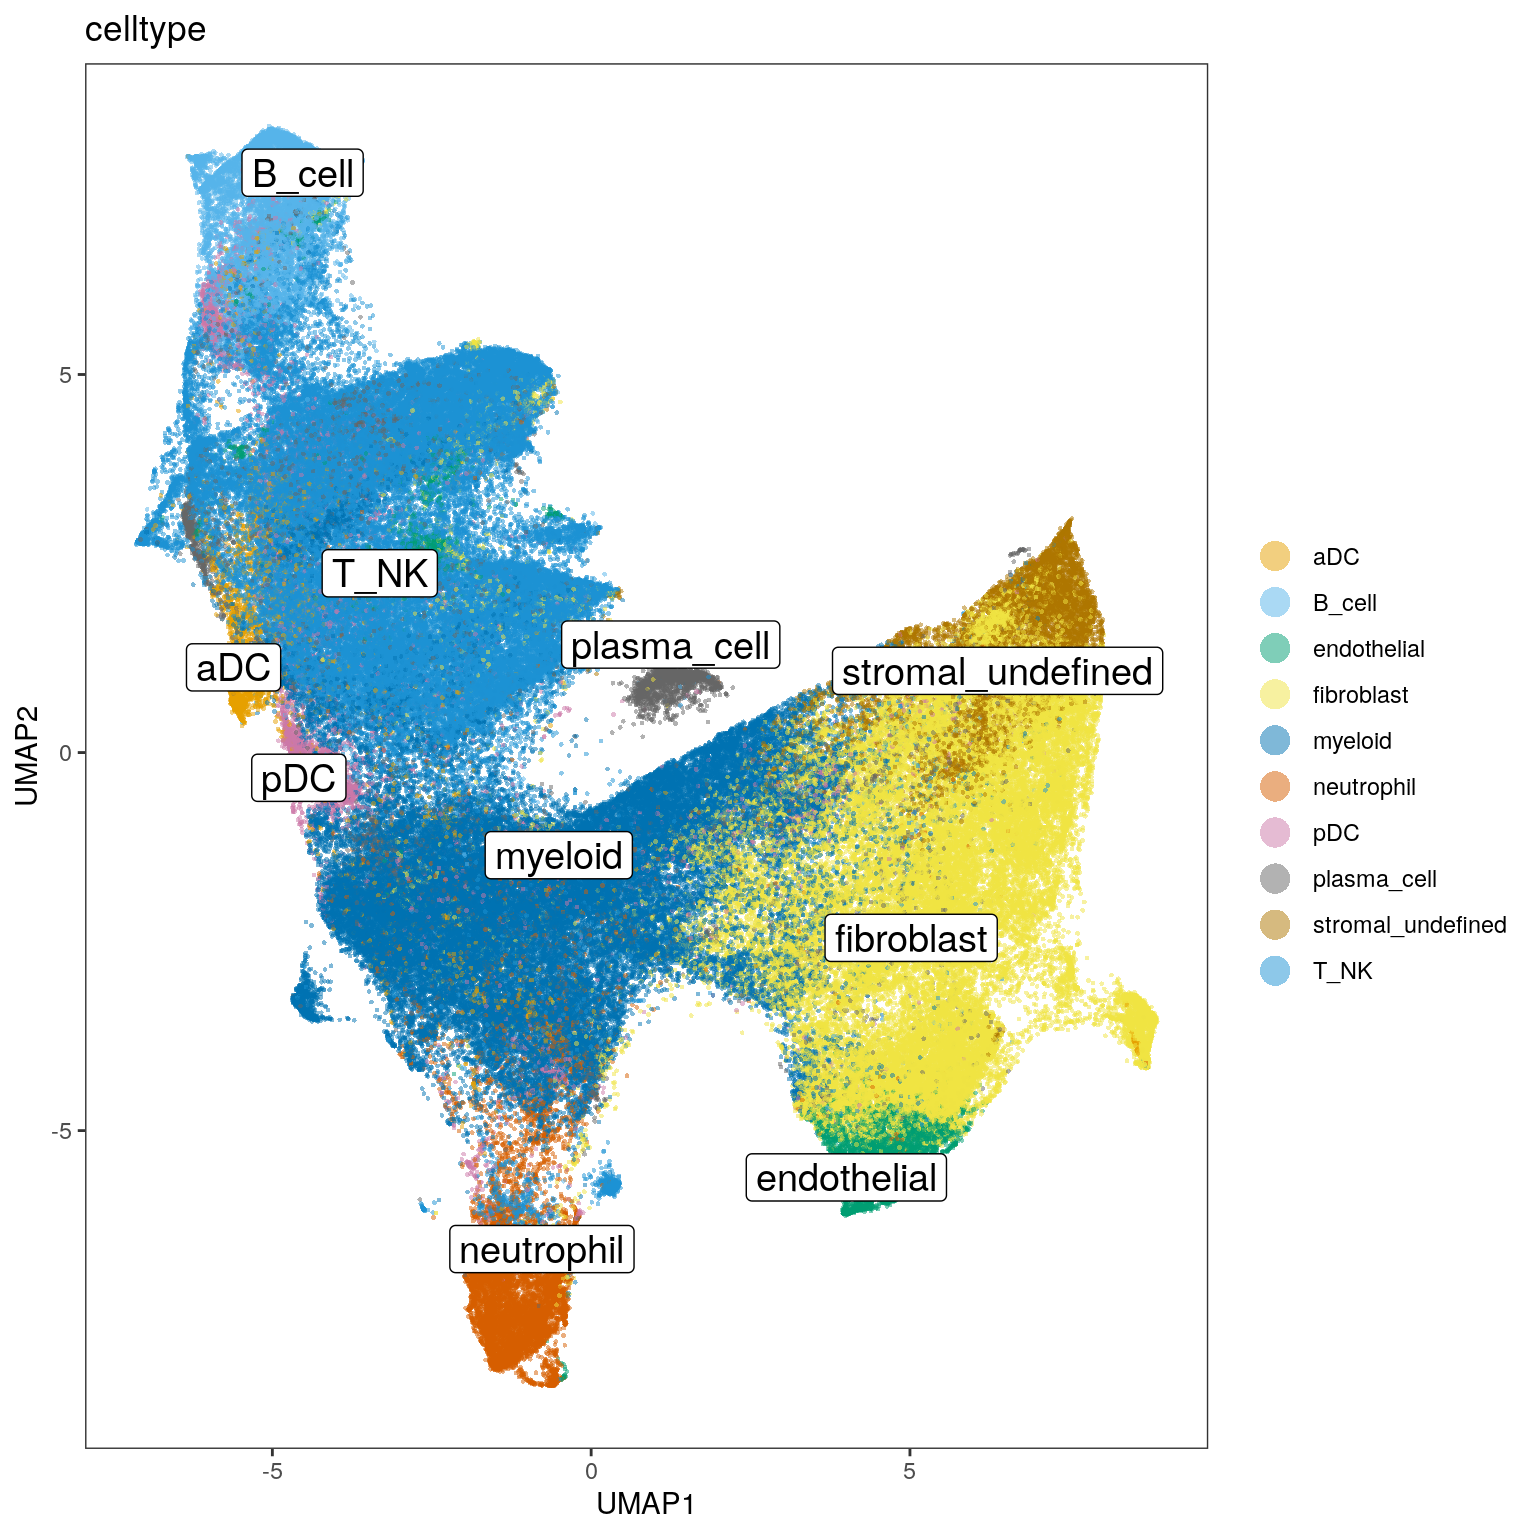 celltype
B_cell
T_NK
aDC
plasma_cell
stromal_undefined
pDC
myeloid
fibroblast
endothelial
neutrophil
5
0
-5
-5
0
5
UMAP1
UMAP2
aDC
B_cell
endothelial
fibroblast
myeloid
neutrophil
pDC
plasma_cell
stromal_undefined
T_NK